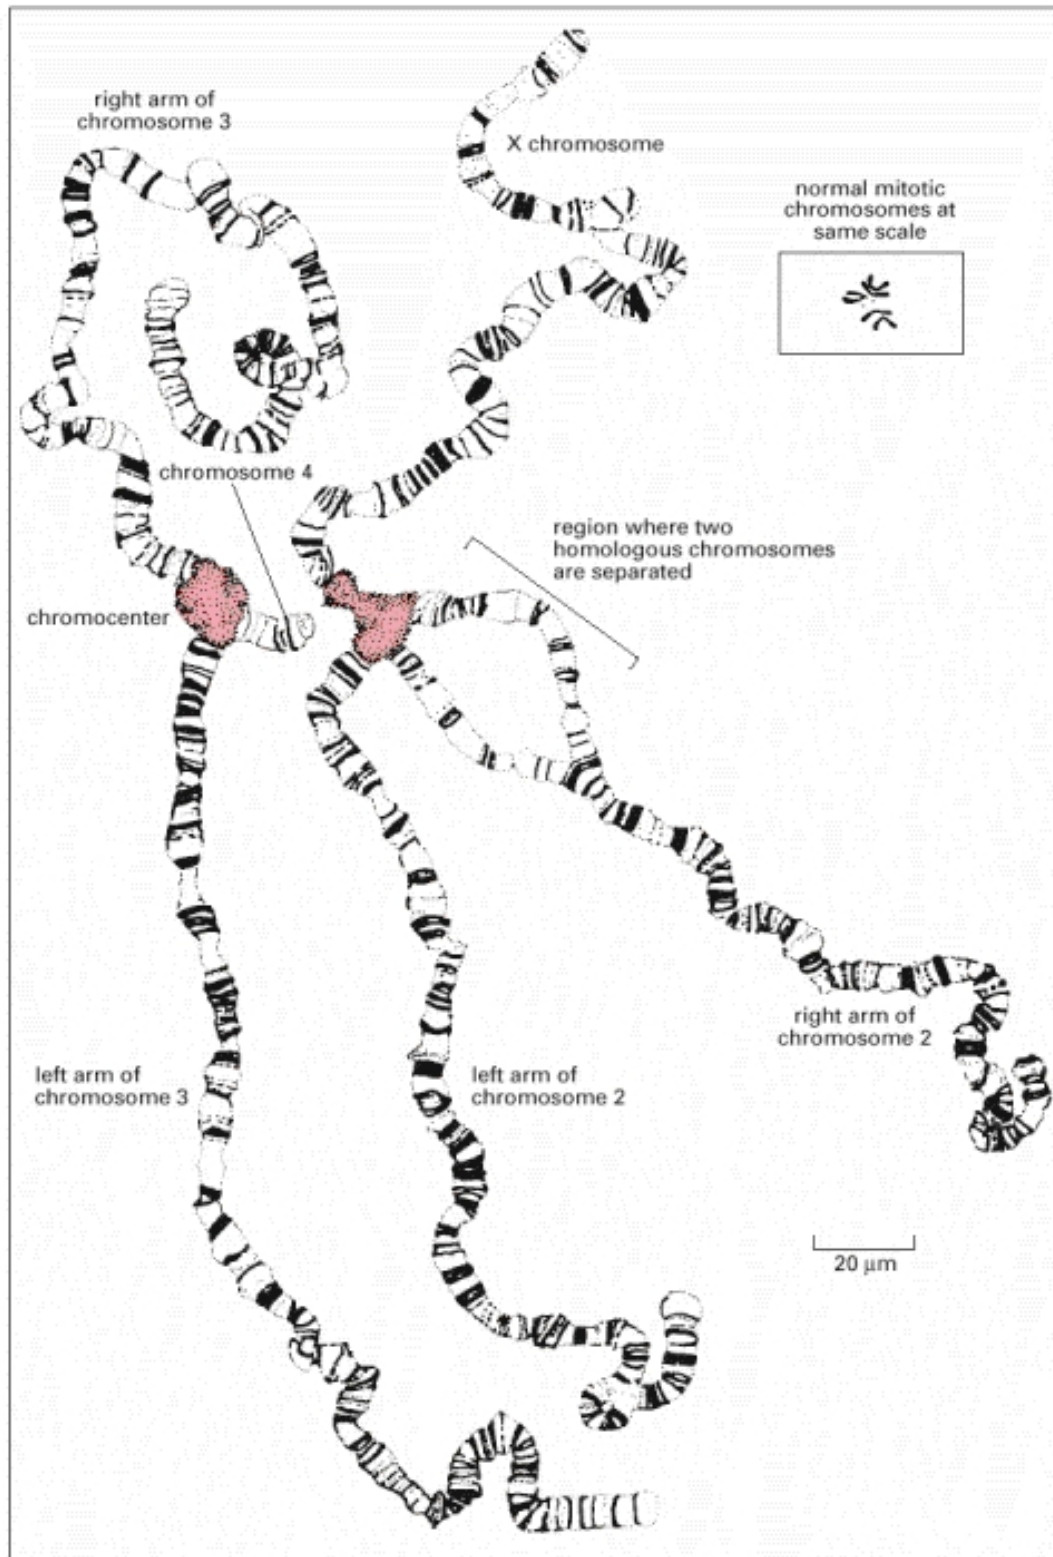 right arm of
chromosome 3
X chromosome
normal mitotic
chromosomes at
same scale
chromosome 4
region where two
homologous chromosomes
are separated
chromocenter
right arm of
chromosome 2
left arm of
chromosome 3
left arm of
chromosome 2
20 µm